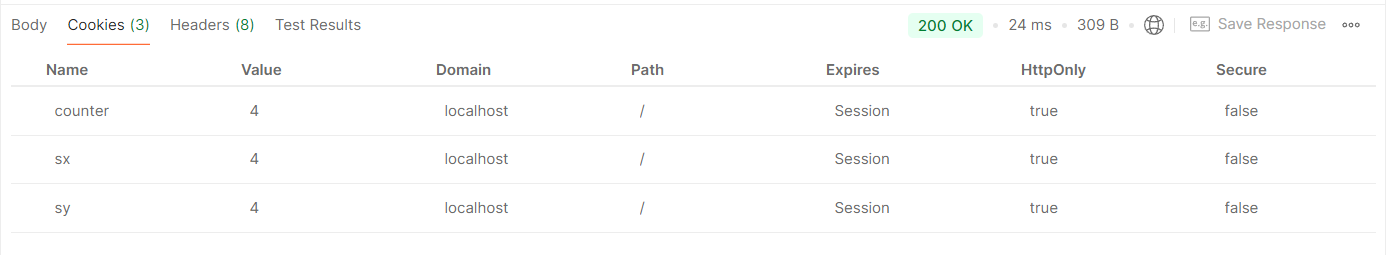 Body Cookies (3) Headers (8) Test Results 200 OK 24 ms 309 B e.g. Save Response
Name Value Domain Path Expires HttpOnly Secure
counter 4 localhost / Session true false
sx 4 localhost / Session true false
sy 4 localhost / Session true false